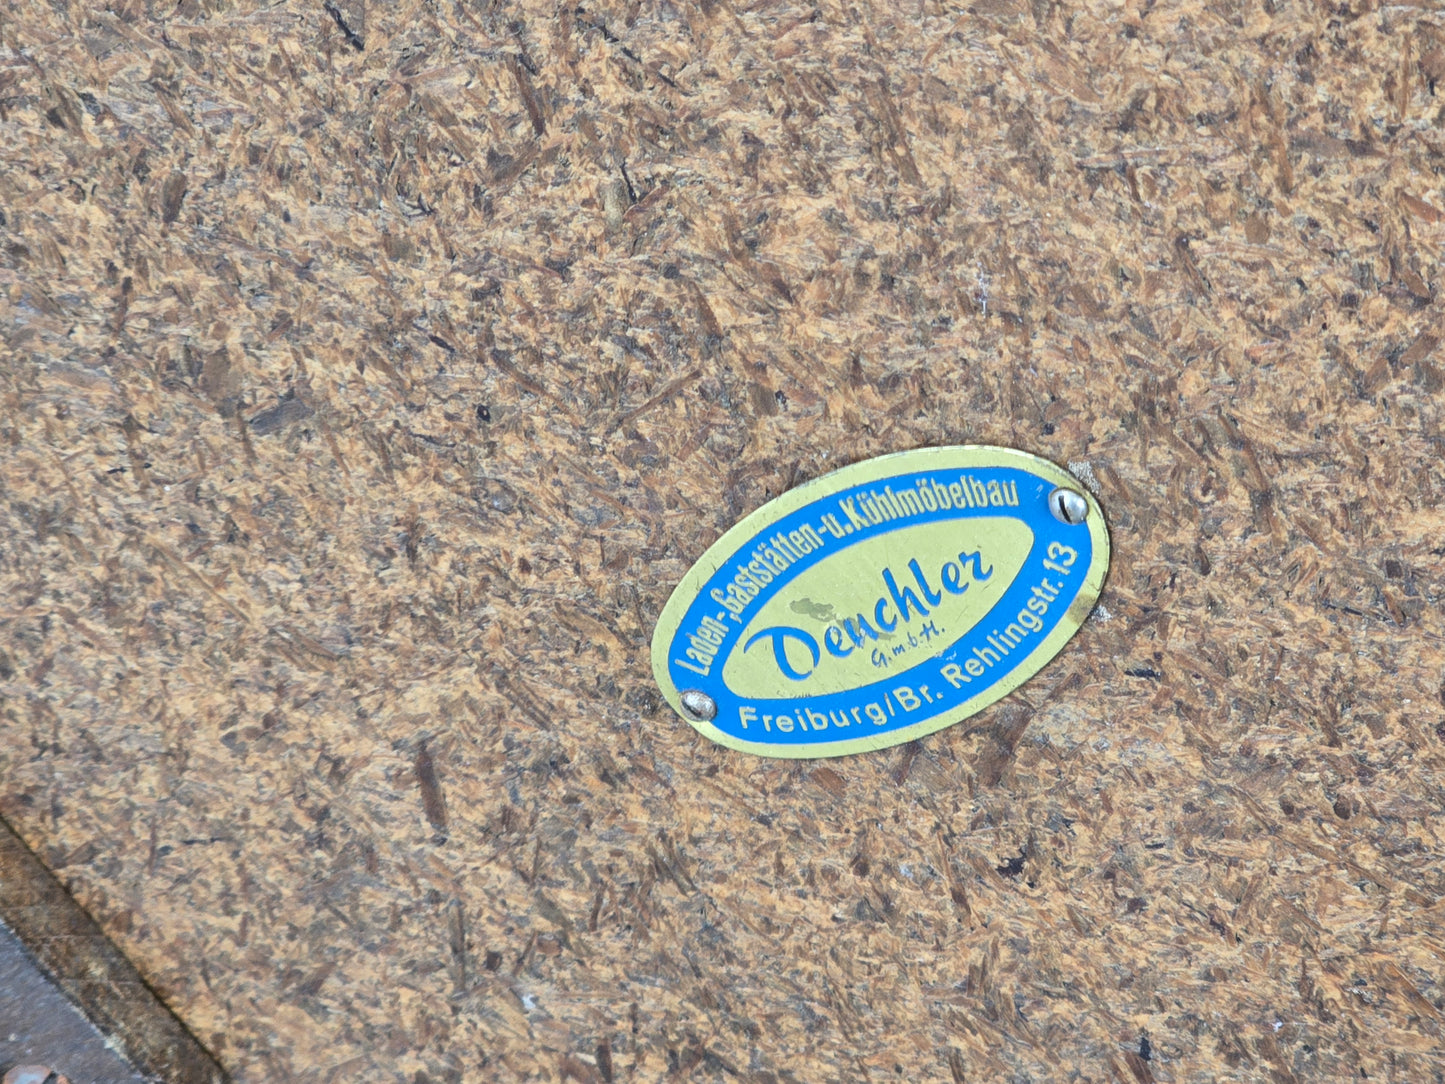 Laden-,Gaststätten-u.Kühlmöbelbau
Deuchler
G.m.b.H.
Freiburg/Br. Rehlingstr. 13